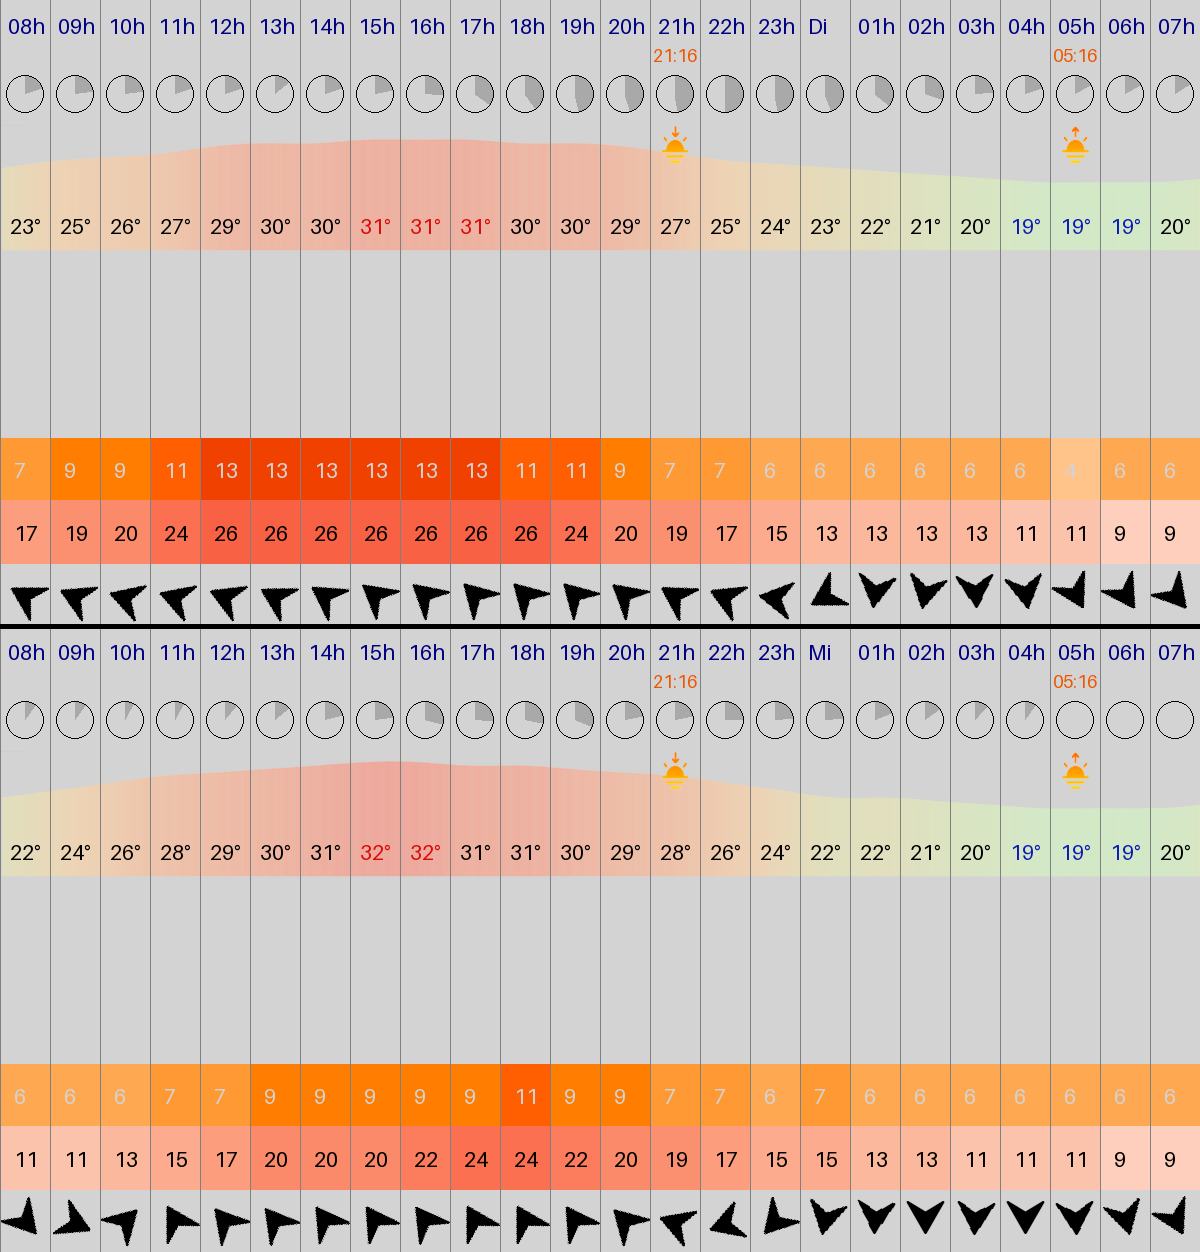 08h 09h 10h 11h 12h 13h 14h 15h 16h 17h 18h 19h 20h 21h 22h 23h Di 01h 02h 03h 04h 05h 06h 07h
21:16 05:16
23° 25° 26° 27° 29° 30° 30° 31° 31° 31° 30° 30° 29° 27° 25° 24° 23° 22° 21° 20° 19° 19° 19° 20°
7 9 9 11 13 13 13 13 13 13 11 11 9 7 7 6 6 6 6 6 6 4 6 6
17 19 20 24 26 26 26 26 26 26 26 24 20 19 17 15 13 13 13 13 11 11 9 9
08h 09h 10h 11h 12h 13h 14h 15h 16h 17h 18h 19h 20h 21h 22h 23h Mi 01h 02h 03h 04h 05h 06h 07h
21:16 05:16
22° 24° 26° 28° 29° 30° 31° 32° 32° 31° 31° 30° 29° 28° 26° 24° 22° 22° 21° 20° 19° 19° 19° 20°
6 6 6 7 7 9 9 9 9 9 11 9 9 7 7 6 7 6 6 6 6 6 6 6
11 11 13 15 17 20 20 20 22 24 24 22 20 19 17 15 15 13 13 11 11 11 9 9